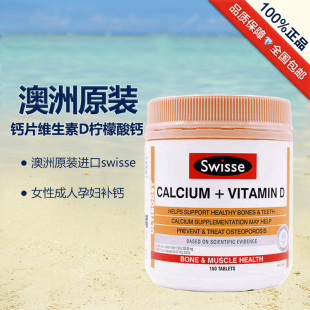 100%正品
品质保障 全国包邮
澳洲原装
钙片维生素D柠檬酸钙
澳洲原装进口swisse
女性成人孕妇补钙
Swisse
CALCIUM + VITAMIN D
HELPS SUPPORT HEALTHY BONES & TEETH
CALCIUM SUPPLEMENTATION MAY HELP
PREVENT & TREAT OSTEOPOROSIS
BASED ON SCIENTIFIC EVIDENCE
BONE & MUSCLE HEALTH
150 TABLETS